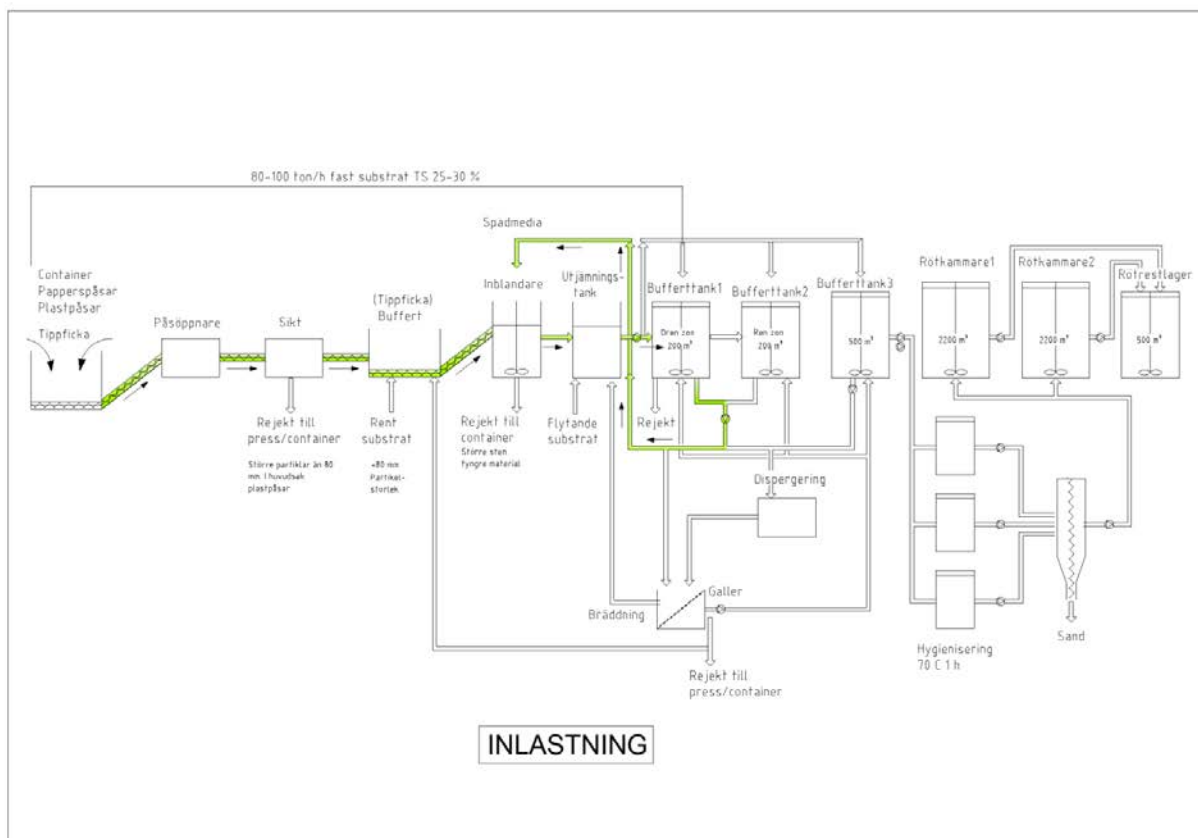 80-100 ton/h fast substrat TS 25-30 %
Spadmedia
Container
Papperspåsar
Plastpåsar
Tippficka
Påsöppnare
Sikt
(Tippficka)
Buffert
Inblandare
Utjämnings-
tank
Bufferttank1
Oren zon
200 m³
Bufferttank2
Ren zon
200 m³
Bufferttank3
500 m³
Rötkammare1
2200 m³
Rötkammare2
2200 m³
Rötrestlager
500 m³
Rejekt till
press/container
Större partiklar än 80
mm i huvudsak
plastpåsar
Rent
substrat
<80 mm
Partikel-
storlek
Rejekt till
container
Större sten
tyngre material
Flytande
substrat
Rejekt
Dispergering
Galler
Bräddning
Rejekt till
press/container
Hygienisering
70 C 1 h
Sand
INLASTNING